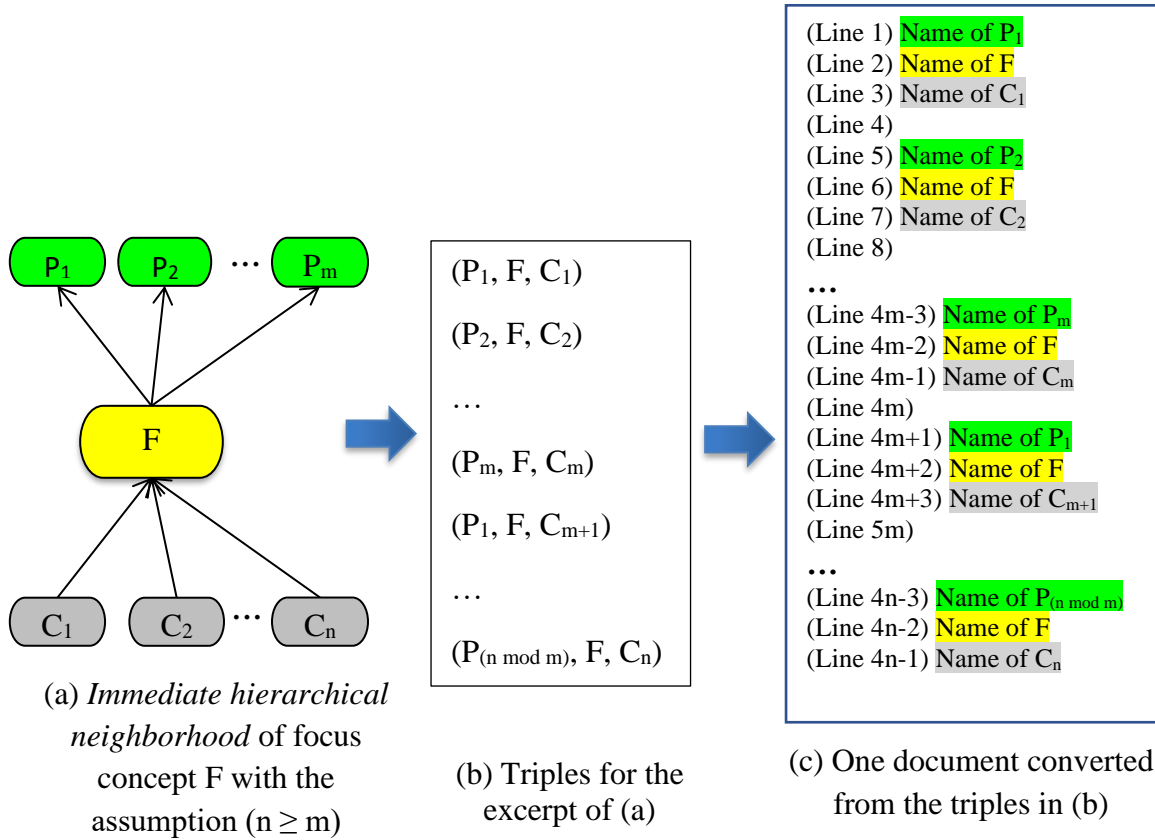 P₁ P₂ ... Pₘ
F
C₁ C₂ ... Cₙ
(a) Immediate hierarchical
neighborhood of focus
concept F with the
assumption (n ≥ m)
(P₁, F, C₁)
(P₂, F, C₂)
…
(Pₘ, F, Cₘ)
(P₁, F, Cₘ₊₁)
…
(P₍ₙ ₘₒ𝒹 ₘ₎, F, Cₙ)
(b) Triples for the
excerpt of (a)
(Line 1) Name of P₁
(Line 2) Name of F
(Line 3) Name of C₁
(Line 4)
(Line 5) Name of P₂
(Line 6) Name of F
(Line 7) Name of C₂
(Line 8)
...
(Line 4m-3) Name of Pₘ
(Line 4m-2) Name of F
(Line 4m-1) Name of Cₘ
(Line 4m)
(Line 4m+1) Name of P₁
(Line 4m+2) Name of F
(Line 4m+3) Name of Cₘ₊₁
(Line 5m)
...
(Line 4n-3) Name of P₍ₙ ₘₒ𝒹 ₘ₎
(Line 4n-2) Name of F
(Line 4n-1) Name of Cₙ
(c) One document converted
from the triples in (b)